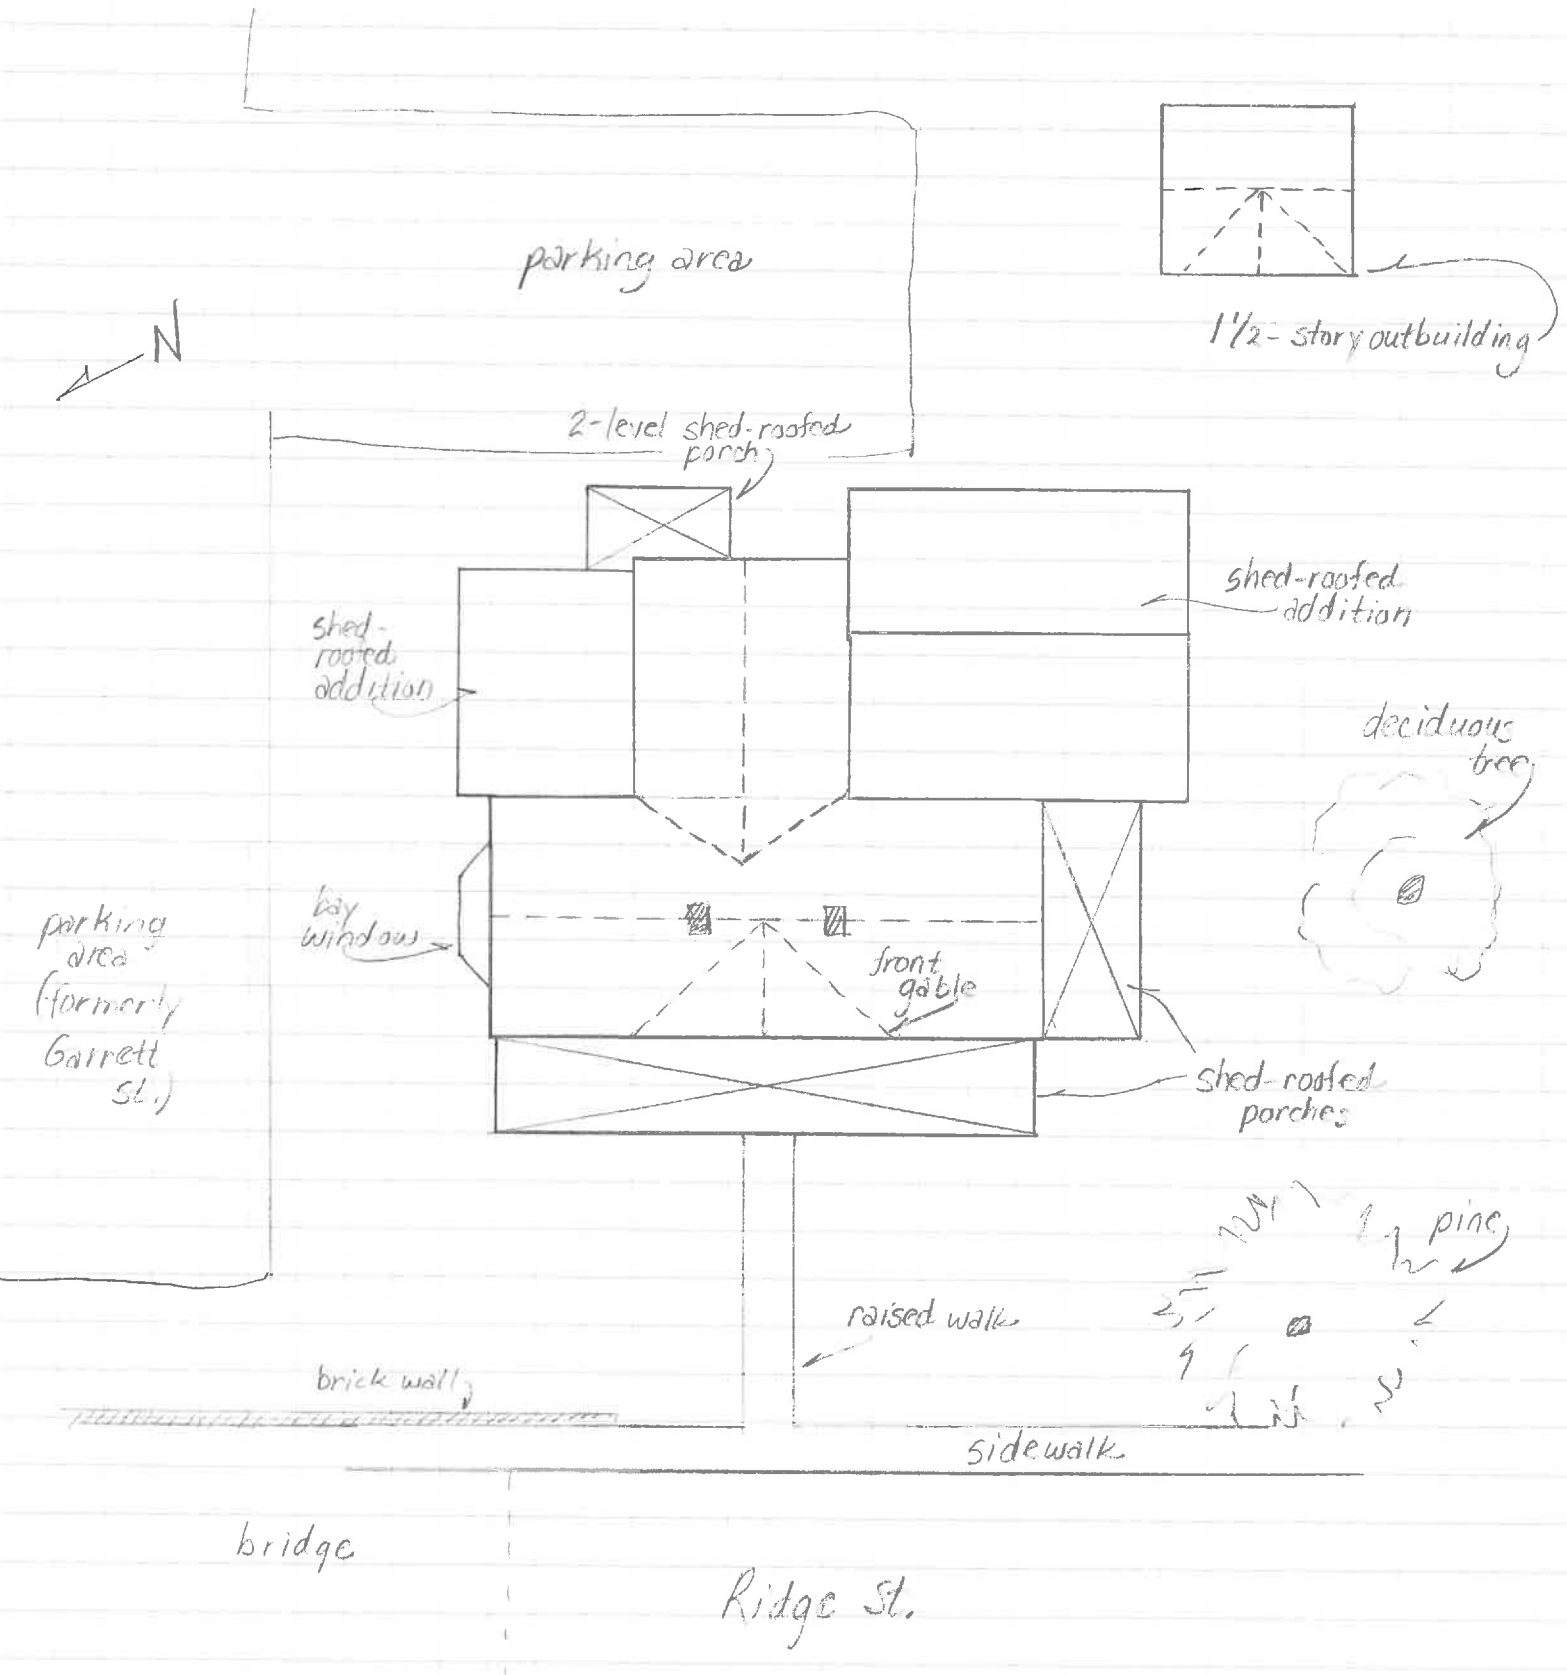 parking area
N
1 1/2-story outbuilding
2-level shed-roofed
porch
shed-roofed
addition
shed-
roofed
addition
deciduous
tree
parking
area
(formerly
Garrett
St.)
bay
window
front
gable
shed-roofed
porches
pine
raised walk
brick wall
sidewalk
bridge
Ridge St.